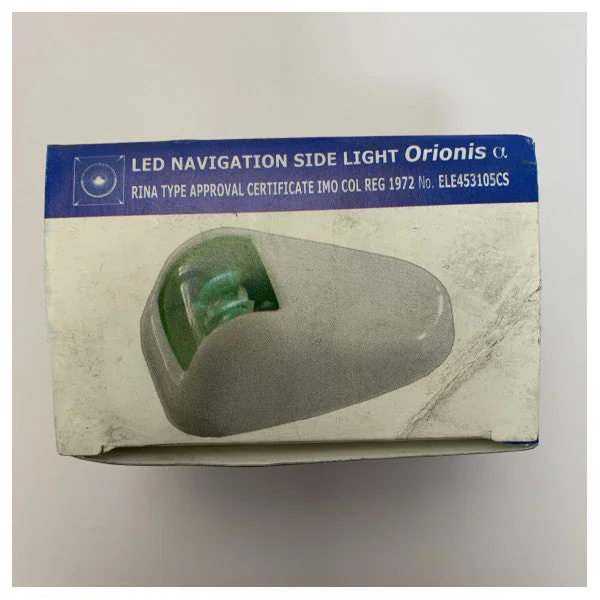 LED NAVIGATION SIDE LIGHT Orionis α
RINA TYPE APPROVAL CERTIFICATE IMO COL REG 1972 No. ELE453105CS